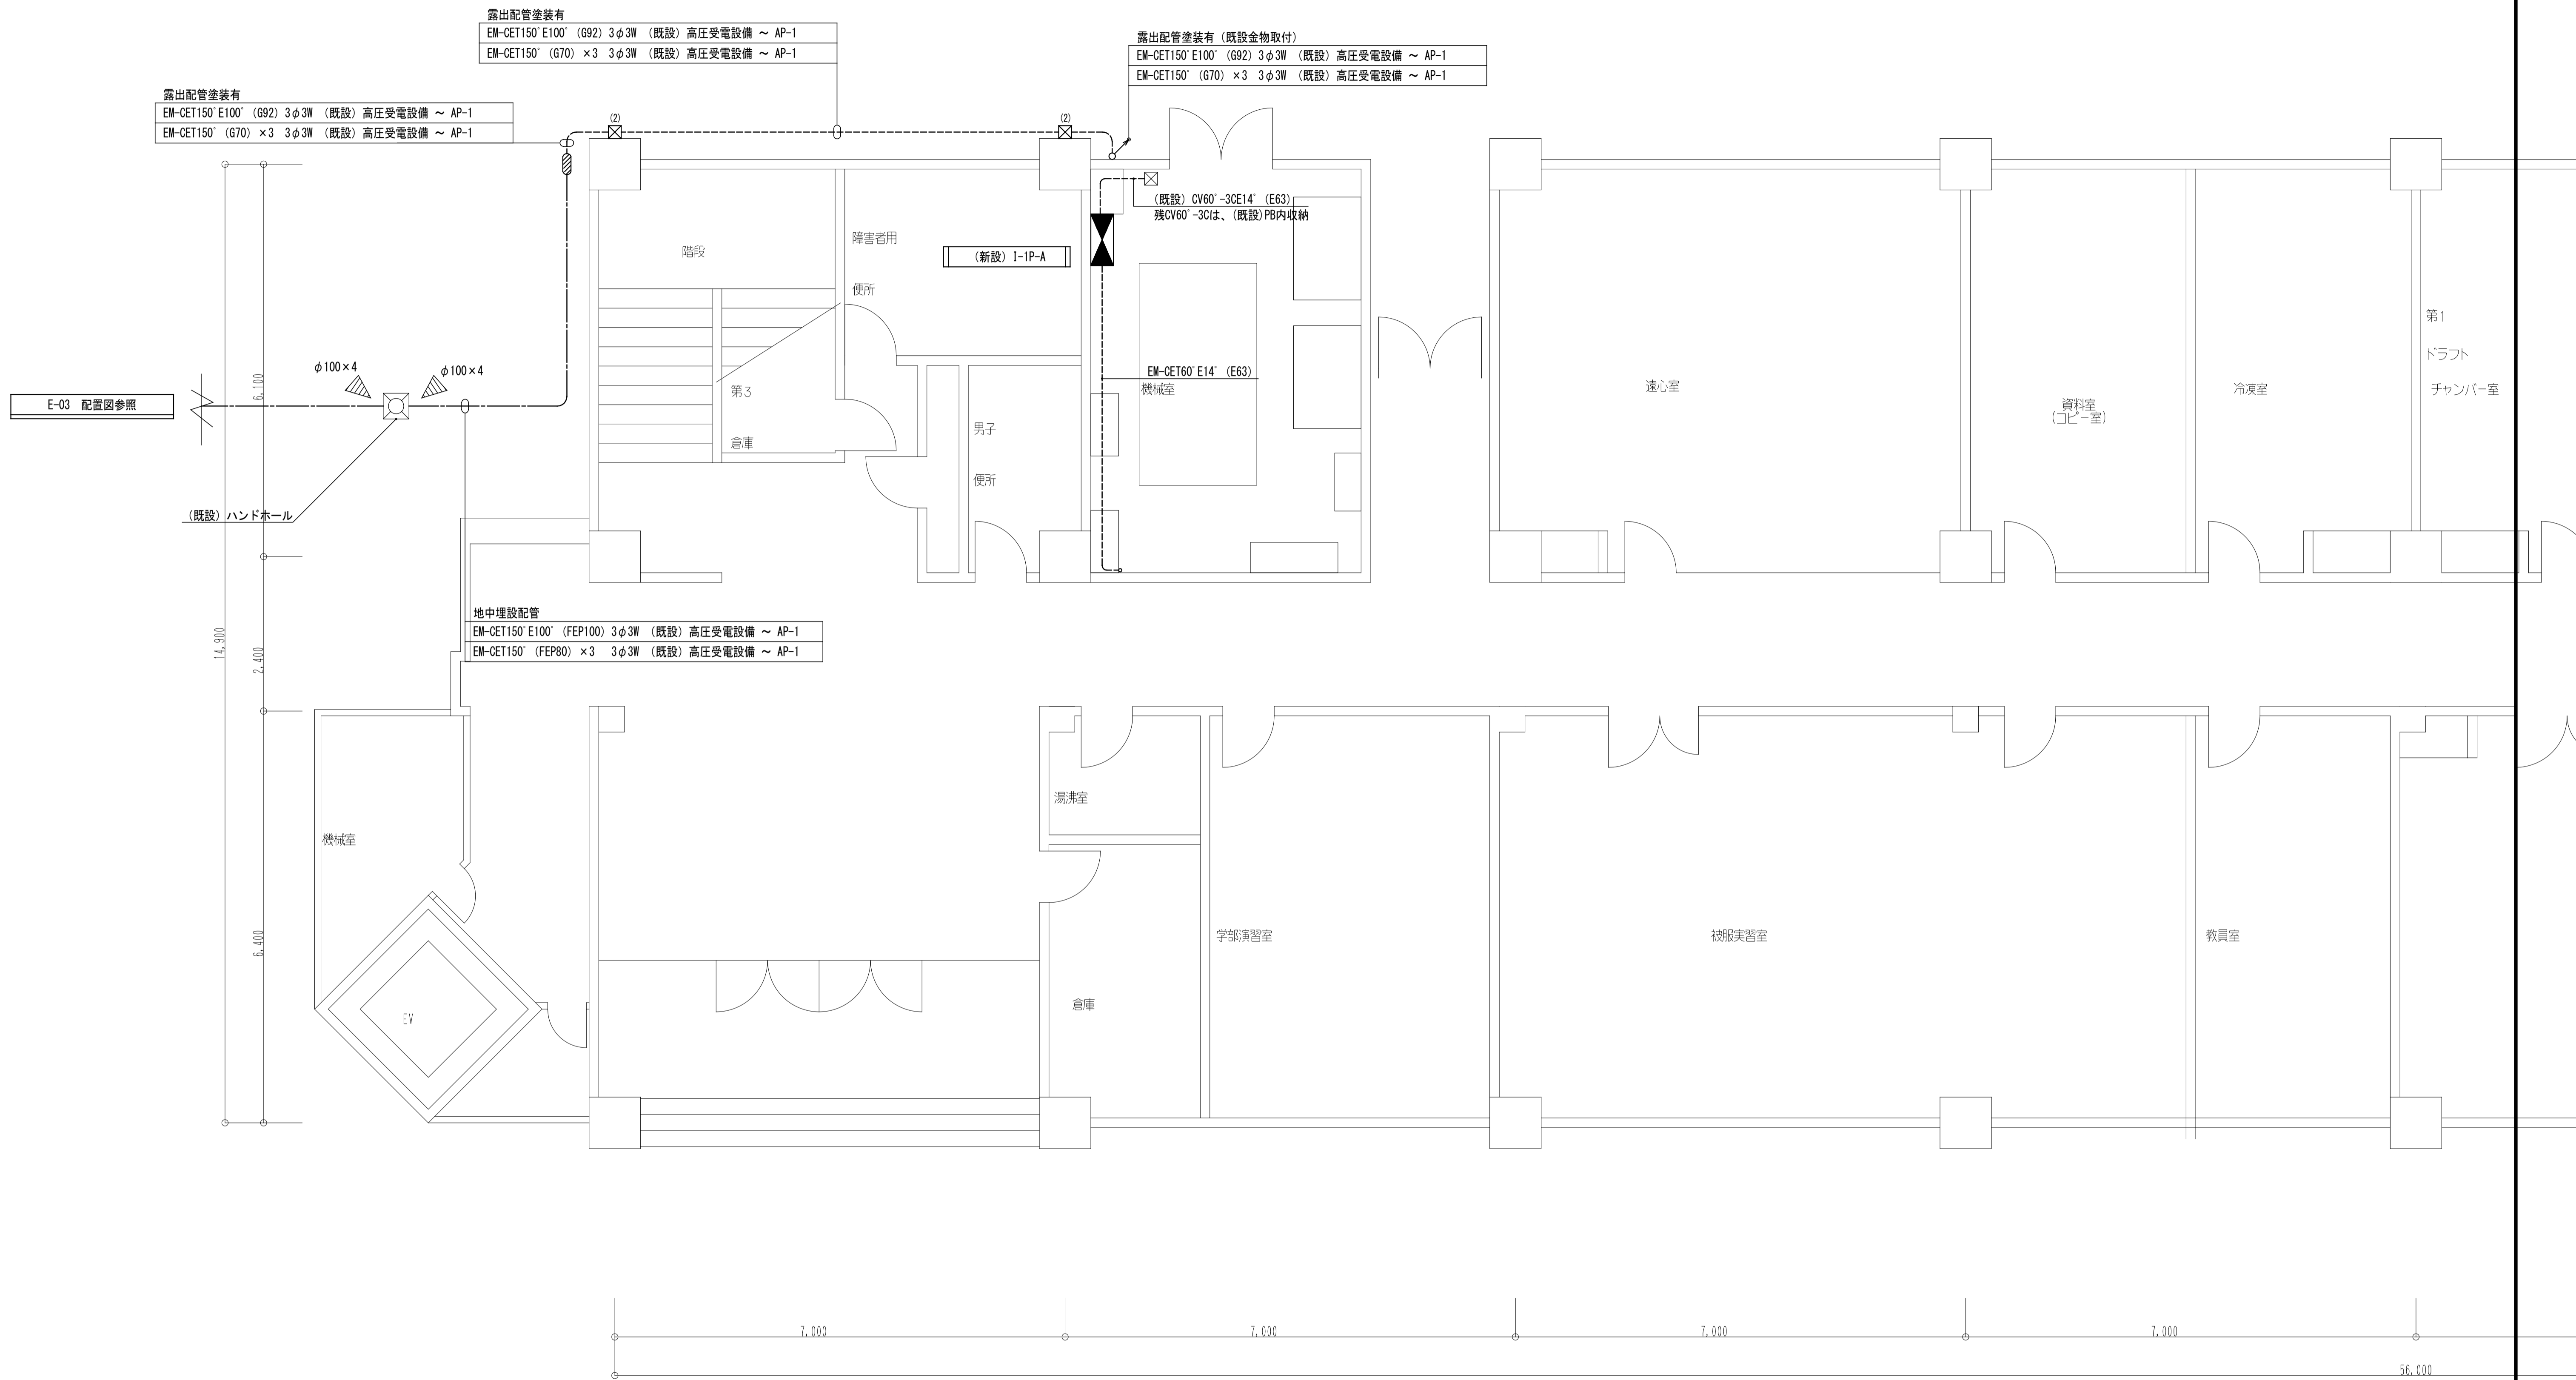 露出配管塗装有
EM-CET150゜E100゜ (G92) 3φ3W (既設) 高圧受電設備 ～ AP-1
EM-CET150゜ (G70) ×3 3φ3W (既設) 高圧受電設備 ～ AP-1
露出配管塗装有 (既設金物取付)
EM-CET150゜E100゜ (G92) 3φ3W (既設) 高圧受電設備 ～ AP-1
EM-CET150゜ (G70) ×3 3φ3W (既設) 高圧受電設備 ～ AP-1
露出配管塗装有
EM-CET150゜E100゜ (G92) 3φ3W (既設) 高圧受電設備 ～ AP-1
EM-CET150゜ (G70) ×3 3φ3W (既設) 高圧受電設備 ～ AP-1
(2)
(2)
(既設) CV60゜-3CE14゜ (E63)
残CV60゜-3Cは、(既設)PB内収納
階段
障害者用
便所
(新設) I-1P-A
φ100×4
φ100×4
6,100
E-03 配置図参照
第3
倉庫
男子
便所
EM-CET60゜E14゜ (E63)
機械室
遠心室
資料室
(コピー室)
冷凍室
第1
ドラフト
チャンバー室
(既設) ハンドホール
14,900
2,400
地中埋設配管
EM-CET150゜E100゜ (FEP100) 3φ3W (既設) 高圧受電設備 ～ AP-1
EM-CET150゜ (FEP80) ×3 3φ3W (既設) 高圧受電設備 ～ AP-1
機械室
湯沸室
6,400
学部演習室
被服実習室
教員室
倉庫
EV
7,000
7,000
7,000
7,000
56,000